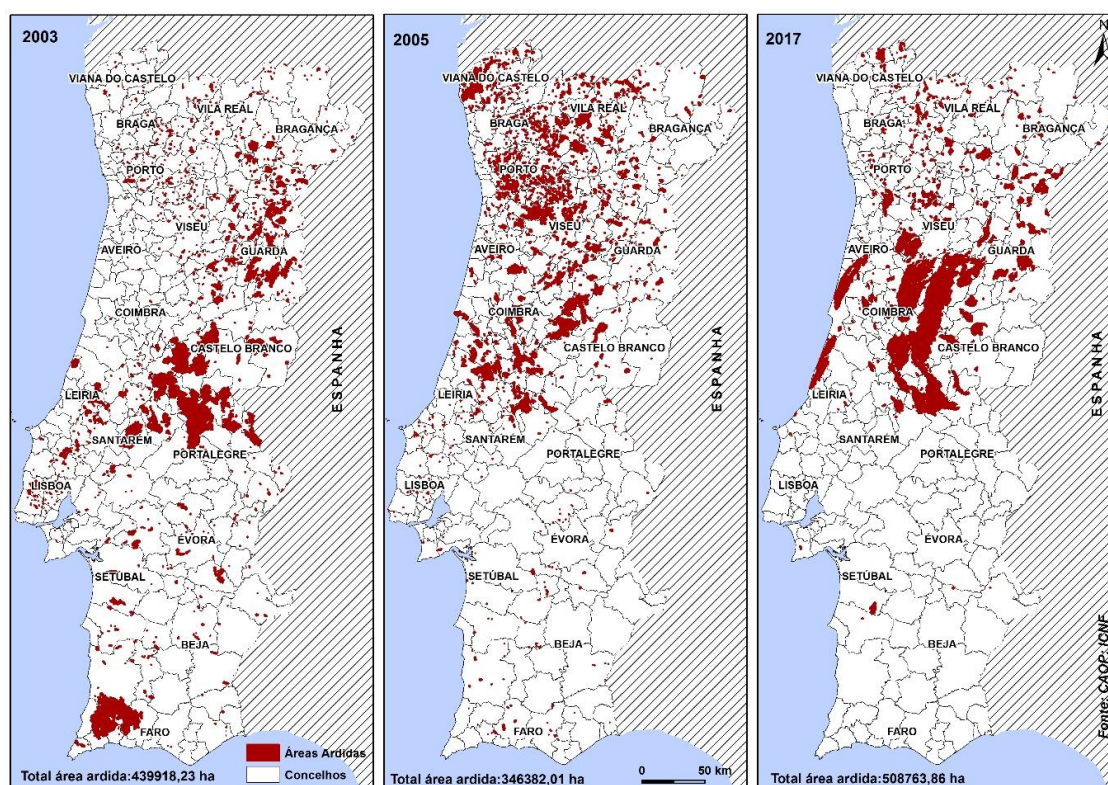 2003
VIANA DO CASTELO
VILA REAL
BRAGA
BRAGANÇA
PORTO
VISEU
AVEIRO
GUARDA
COIMBRA
CASTELO BRANCO
LEIRIA
SANTARÉM
PORTALEGRE
LISBOA
ÉVORA
SETÚBAL
BEJA
FARO
ESPANHA
Áreas Ardidas
Concelhos
Total área ardida:439918,23 ha
2005
VIANA DO CASTELO
VILA REAL
BRAGA
BRAGANÇA
PORTO
VISEU
AVEIRO
GUARDA
COIMBRA
CASTELO BRANCO
LEIRIA
SANTARÉM
PORTALEGRE
LISBOA
ÉVORA
SETÚBAL
BEJA
FARO
ESPANHA
0 50 km
Total área ardida:346382,01 ha
2017
N
VIANA DO CASTELO
VILA REAL
BRAGA
BRAGANÇA
PORTO
VISEU
AVEIRO
GUARDA
COIMBRA
CASTELO BRANCO
LEIRIA
SANTARÉM
PORTALEGRE
LISBOA
ÉVORA
SETÚBAL
BEJA
FARO
ESPANHA
Fonte: CAOP; ICNF
Total área ardida:508763,86 ha